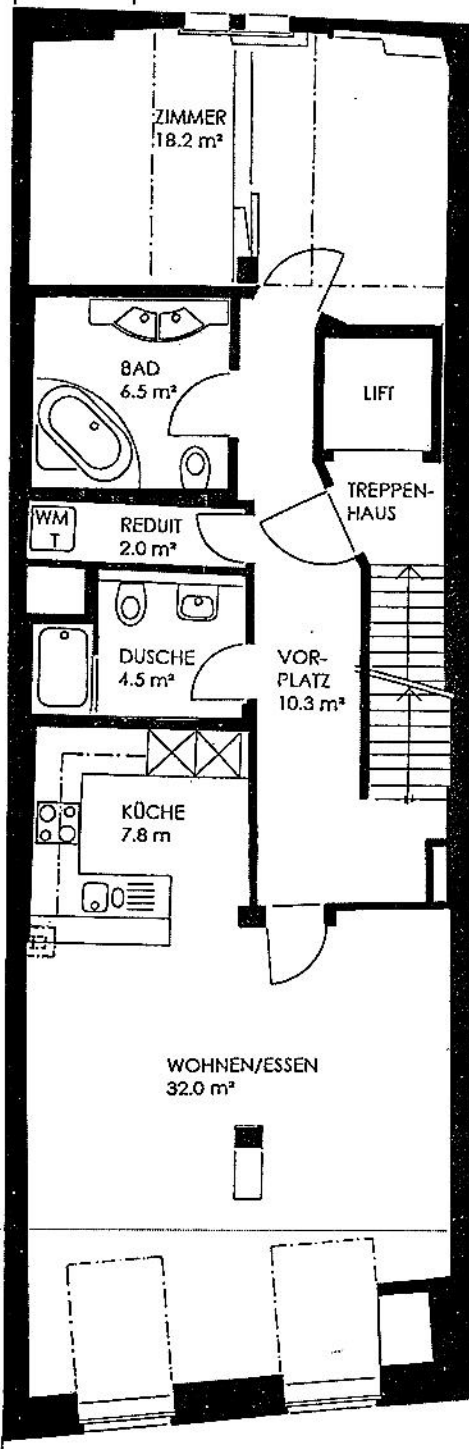 ZIMMER
18.2 m²
BAD
6.5 m²
LIFT
TREPPEN-
HAUS
WM
T
REDUIT
2.0 m²
DUSCHE
4.5 m²
VOR-
PLATZ
10.3 m²
KÜCHE
7.8 m
WOHNEN/ESSEN
32.0 m²